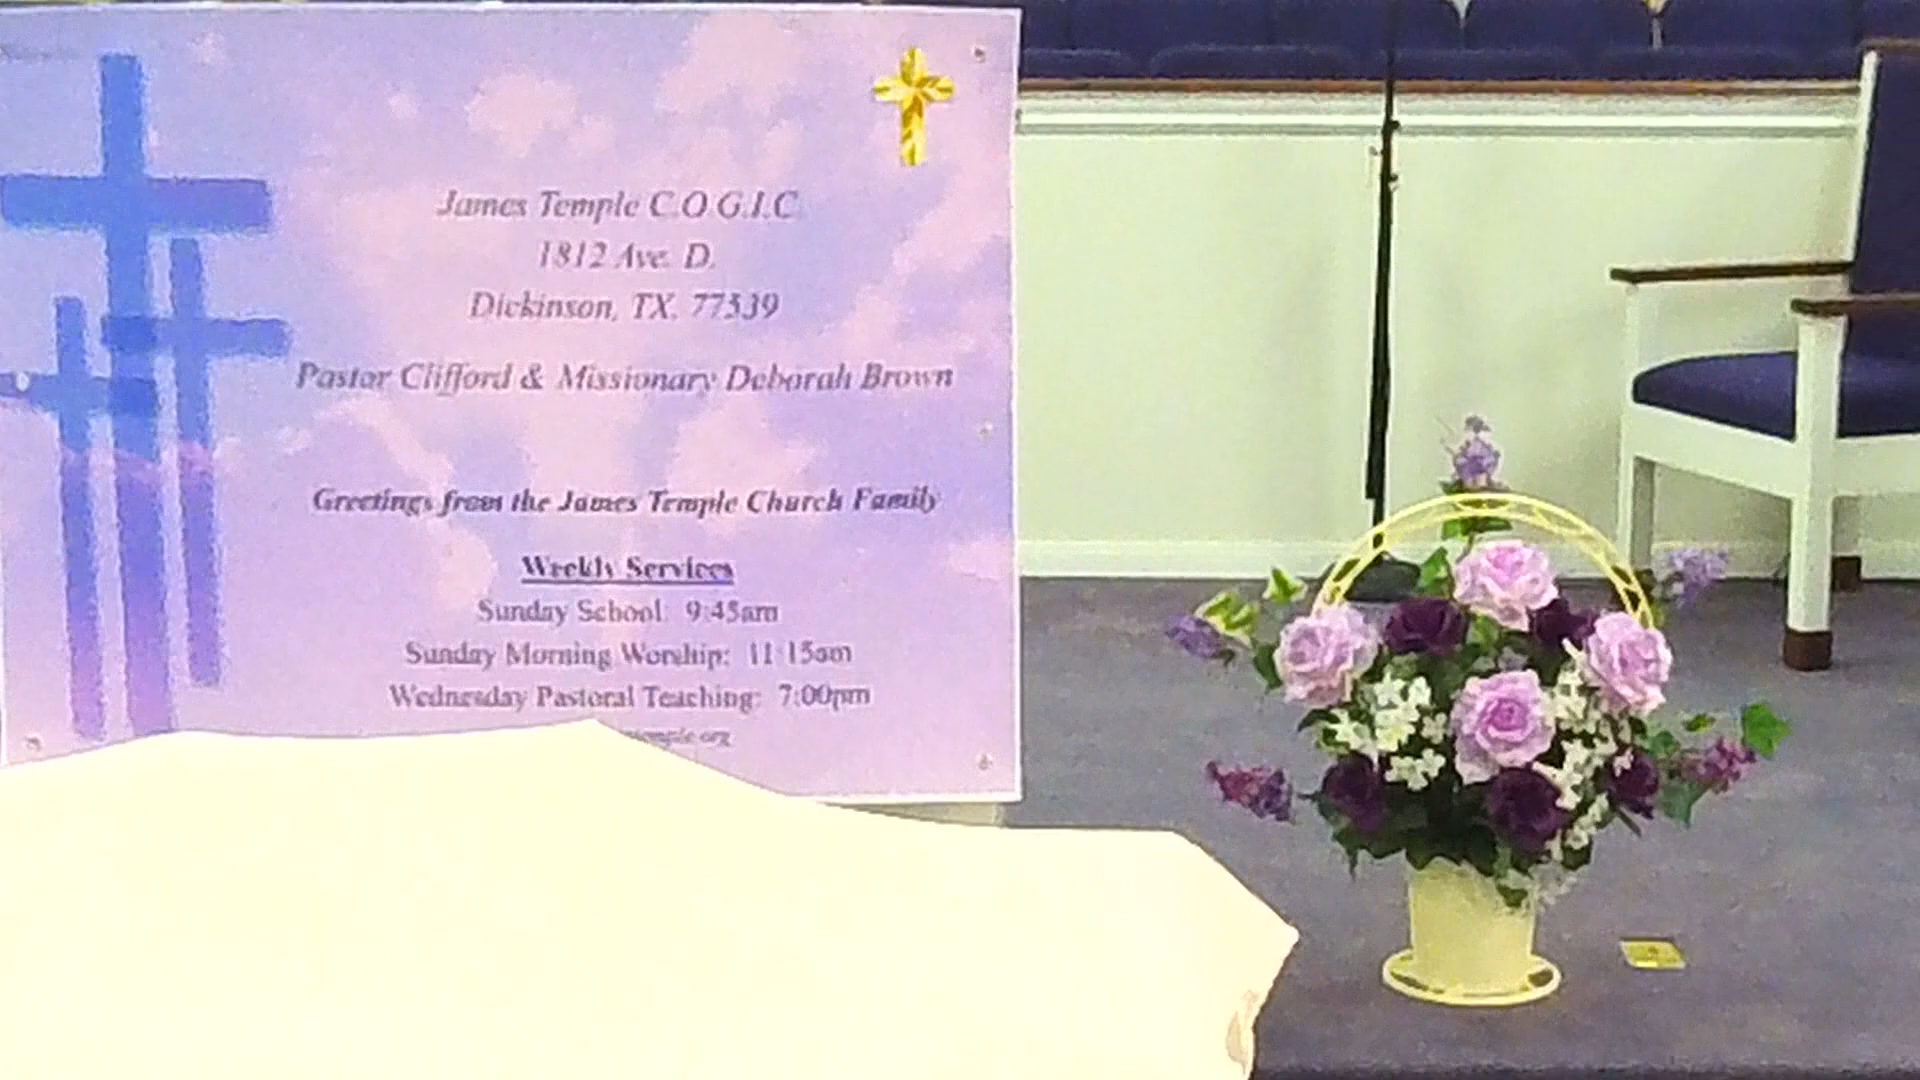 James Temple C.O.G.I.C.
1812 Ave. D.
Dickinson, TX. 77539
Pastor Clifford & Missionary Deborah Brown
Greetings from the James Temple Church Family
Weekly Services
Sunday School: 9:45am
Sunday Morning Worship: 11:15am
Wednesday Pastoral Teaching: 7:00pm